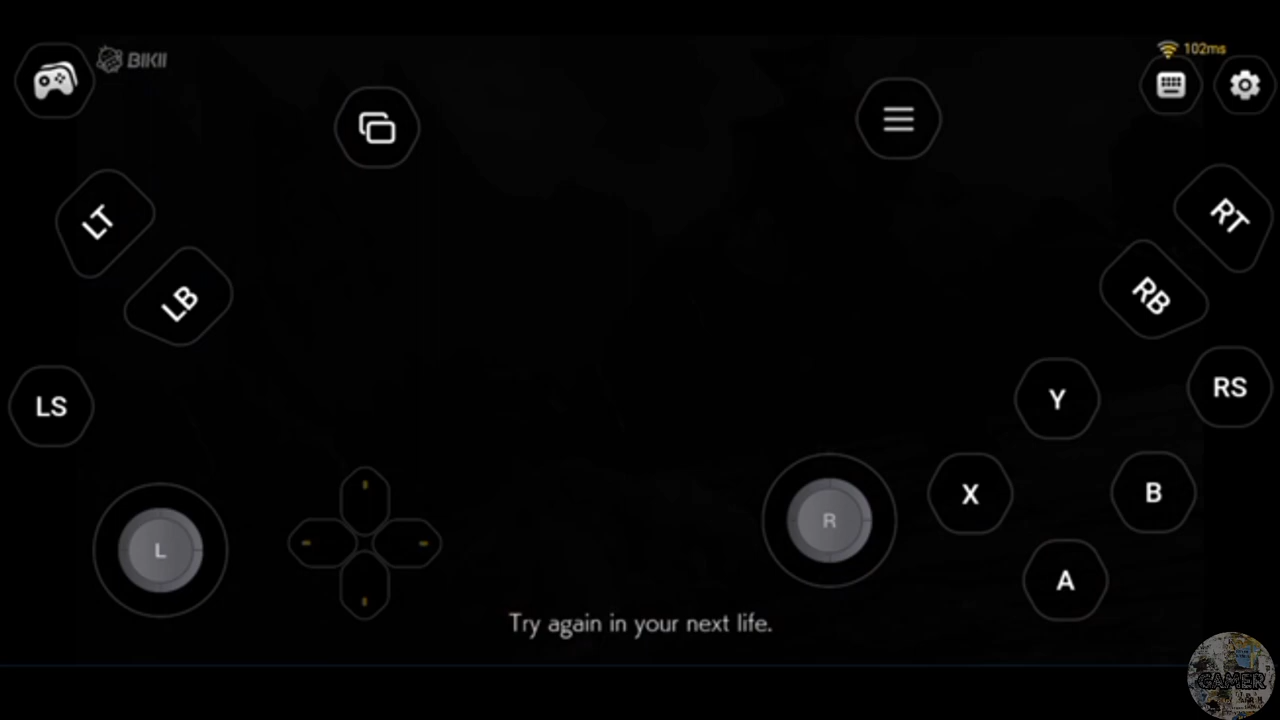 BIKII
102ms
LT
RT
LB
RB
LS
RS
Y
X
B
L
R
A
Try again in your next life.
GAMER